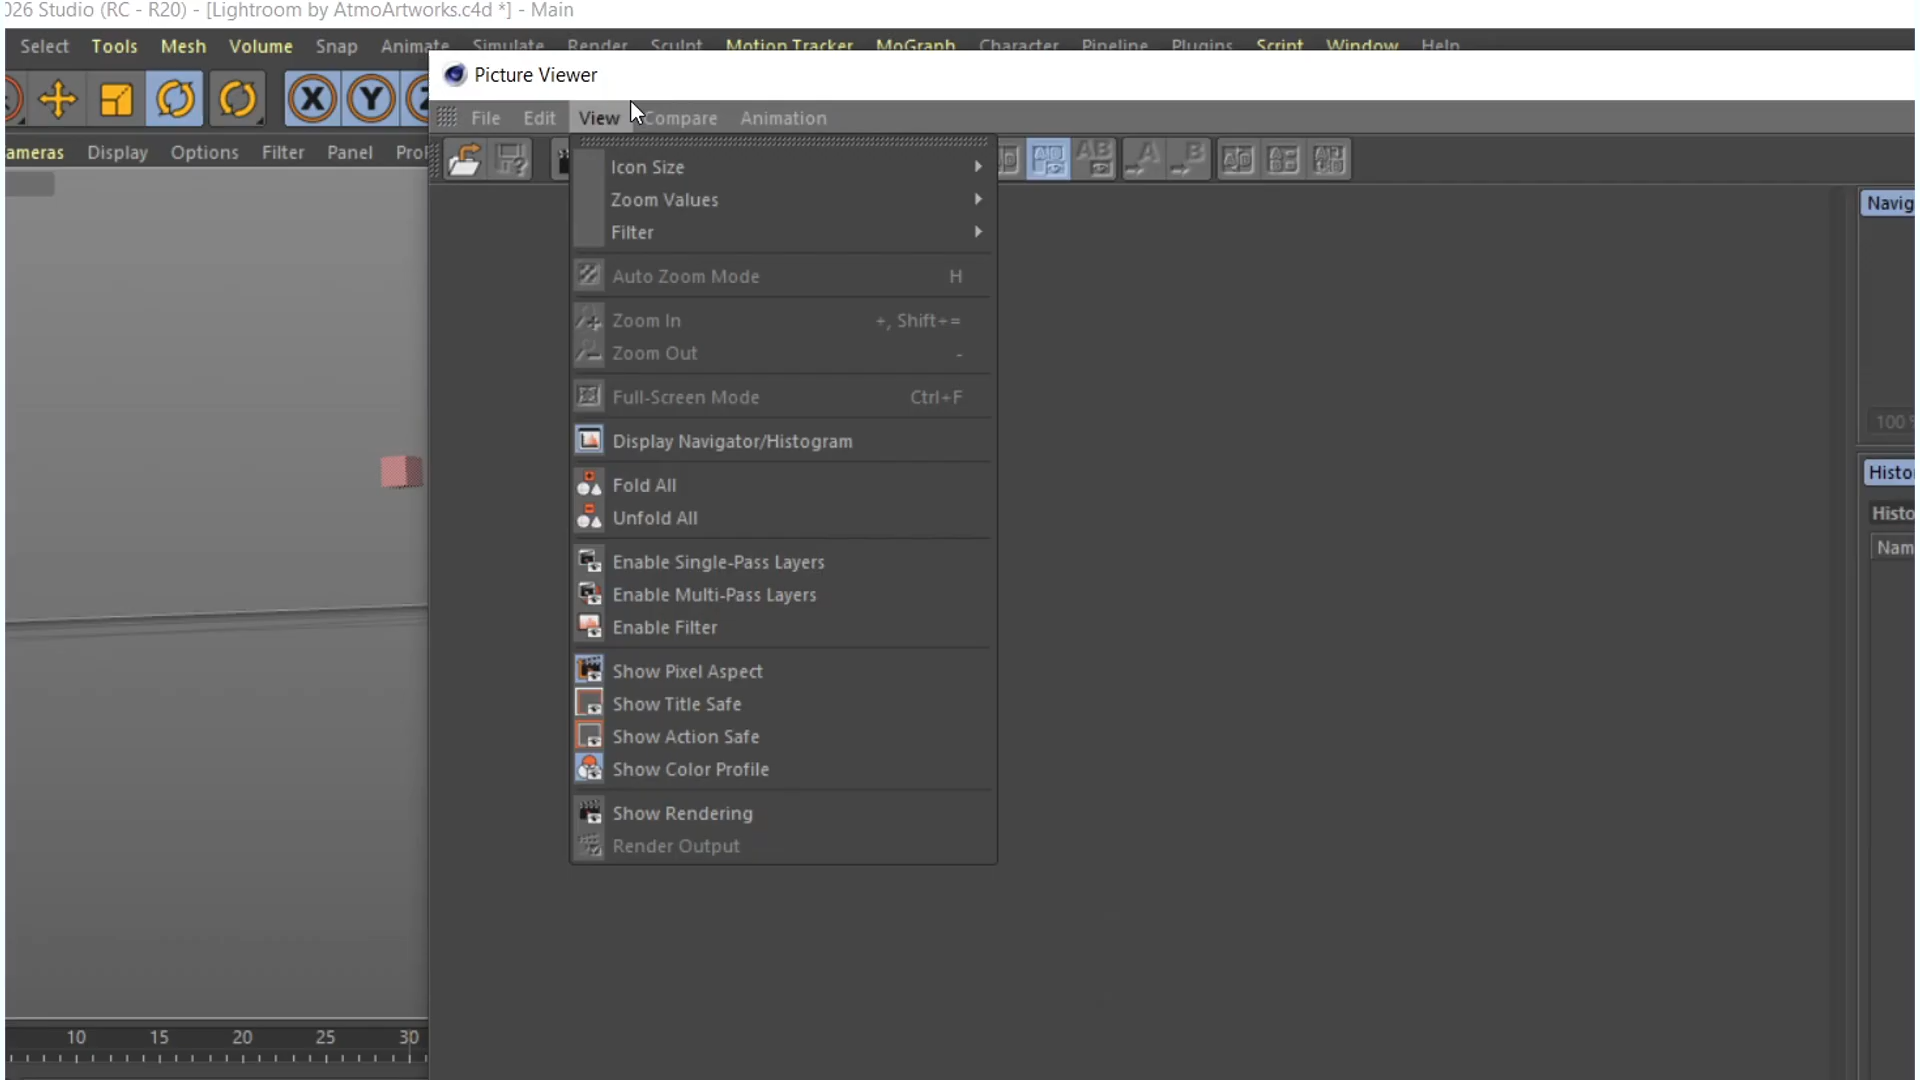 026 Studio (RC - R20) - [Lightroom by AtmoArtworks.c4d *] - Main
Select Tools Mesh Volume Snap Animate Simulate Render Sculpt Motion Tracker MoGraph Character Pipeline Plugins Script Window Help
Picture Viewer
X Y Z
File Edit View Compare Animation
ameras Display Options Filter Panel Pro
Icon Size
Zoom Values
Filter
Auto Zoom Mode H
Zoom In +, Shift+=
Zoom Out -
Full-Screen Mode Ctrl+F
Display Navigator/Histogram
Fold All
Unfold All
Enable Single-Pass Layers
Enable Multi-Pass Layers
Enable Filter
Show Pixel Aspect
Show Title Safe
Show Action Safe
Show Color Profile
Show Rendering
Render Output
AB A B
Navig
100 %
Histo
Histo
Nam
10 15 20 25 30